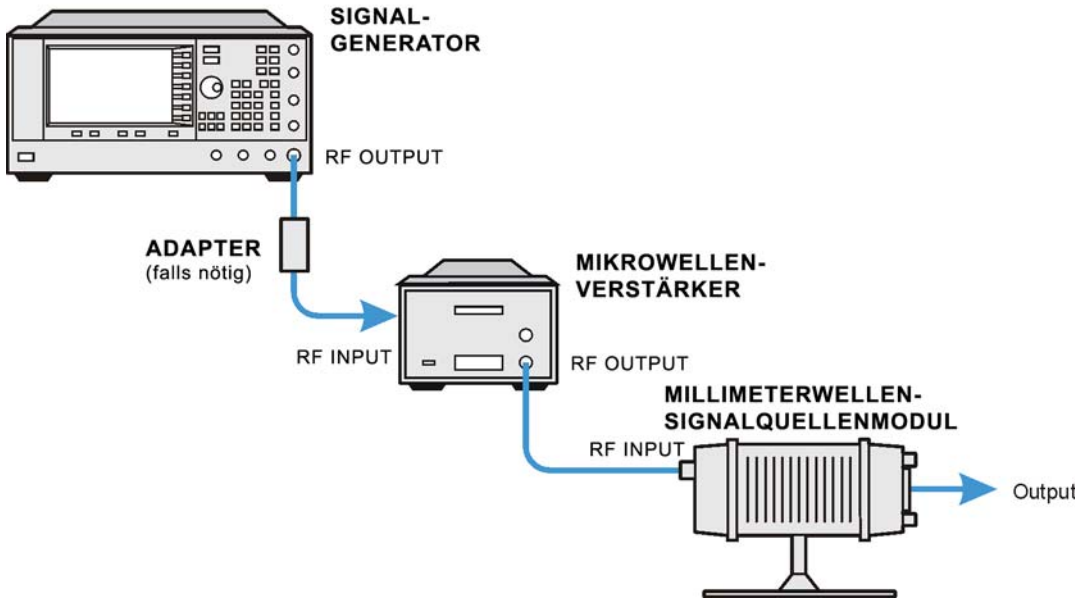 SIGNAL-
GENERATOR
RF OUTPUT
ADAPTER
(falls nötig)
MIKROWELLEN-
VERSTÄRKER
RF INPUT
RF OUTPUT
MILLIMETERWELLEN-
SIGNALQUELLENMODUL
RF INPUT
Output